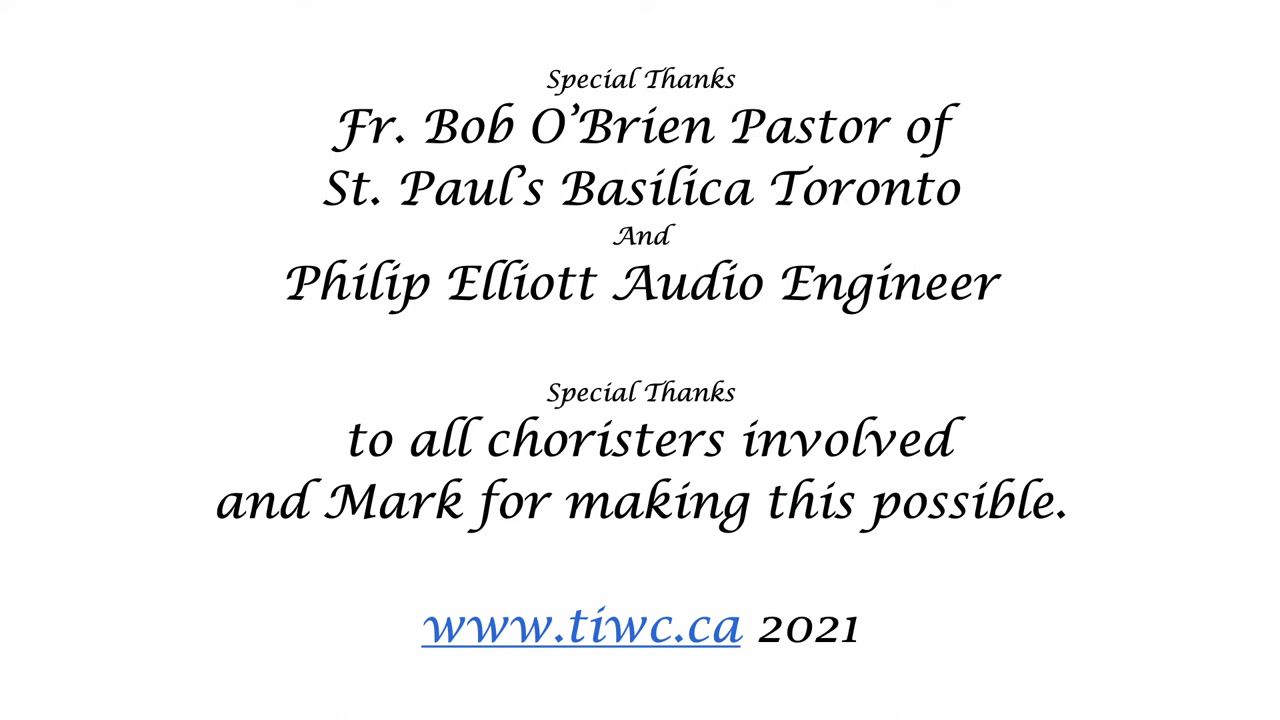 Special Thanks
Fr. Bob O’Brien Pastor of
St. Paul’s Basilica Toronto
And
Philip Elliott Audio Engineer
Special Thanks
to all choristers involved
and Mark for making this possible.
www.tiwc.ca 2021